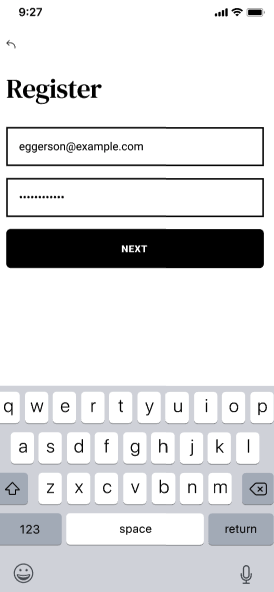 9:27
Register
eggerson@example.com
••••••••••••
NEXT
q w e r t y u i o p
a s d f g h j k l
z x c v b n m
123 space return